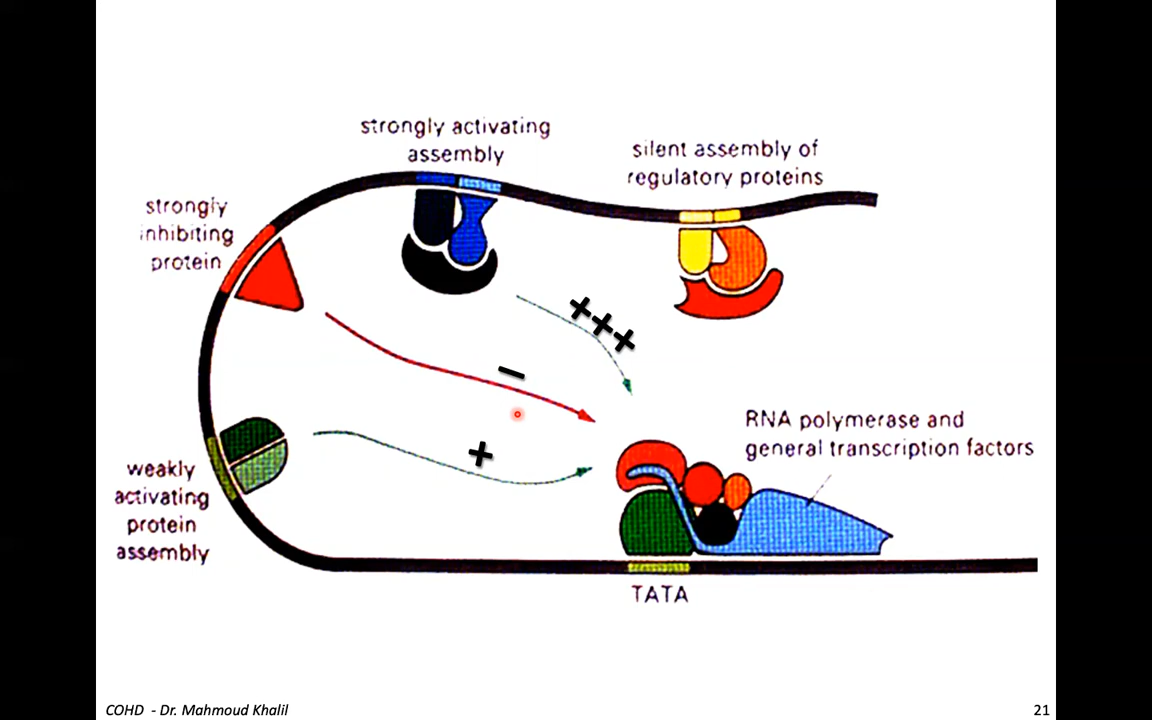 strongly activating
assembly
silent assembly of
regulatory proteins
strongly
inhibiting
protein
+++
−
+
RNA polymerase and
general transcription factors
weakly
activating
protein
assembly
TATA
COHD - Dr. Mahmoud Khalil
21